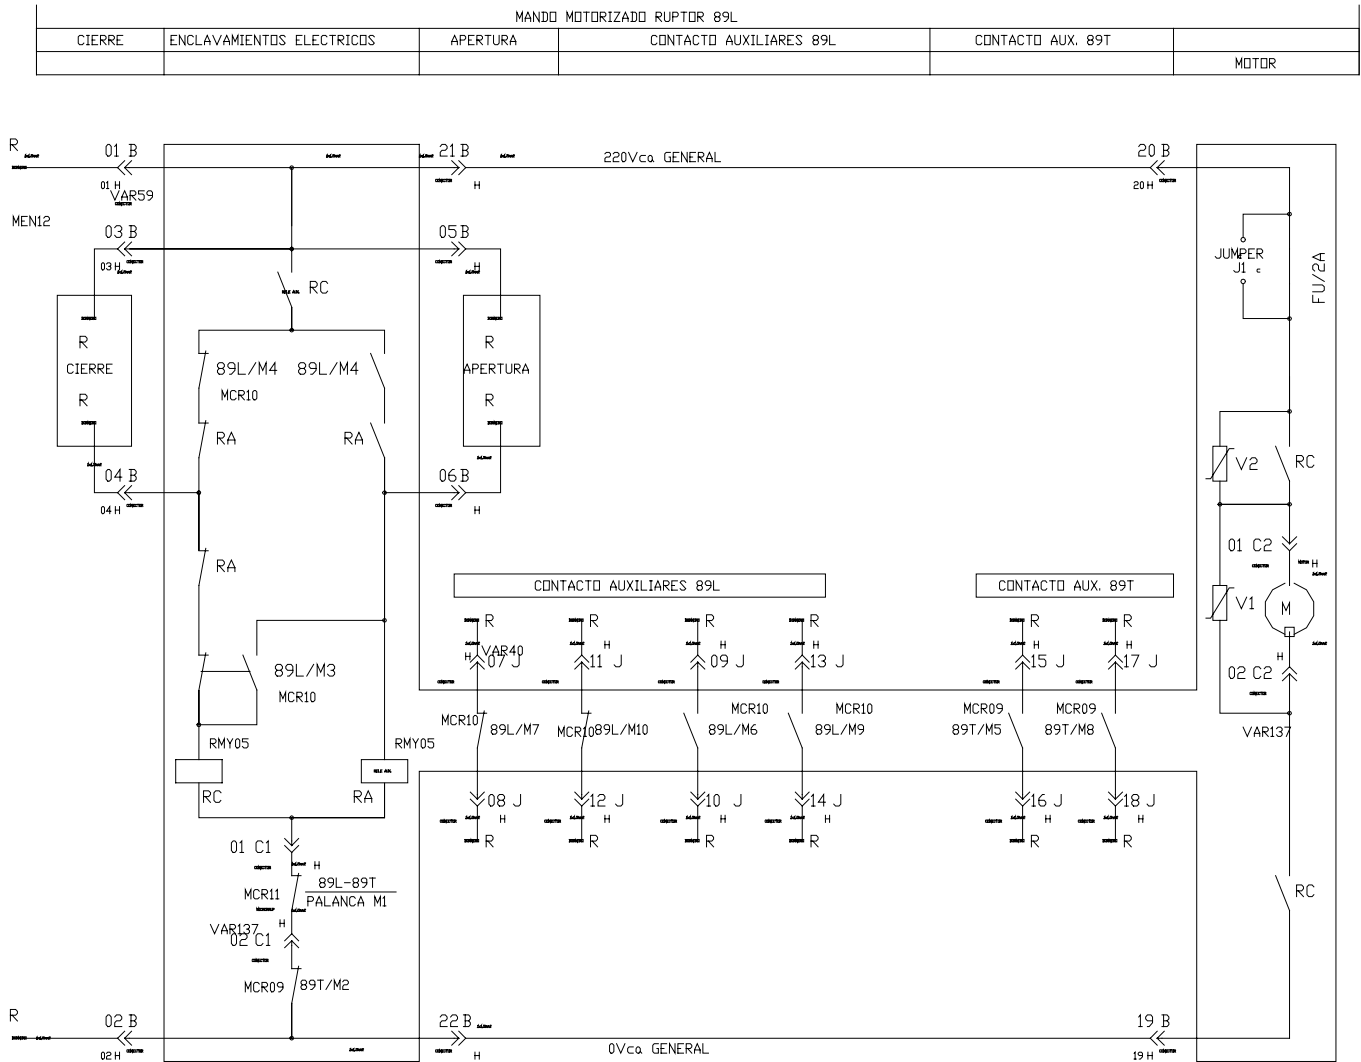 MANDO MOTORIZADO RUPTOR 89L
CIERRE
ENCLAVAMIENTOS ELECTRICOS
APERTURA
CONTACTO AUXILIARES 89L
CONTACTO AUX. 89T
MOTOR
R
01 B
21 B
220Vca GENERAL
20 B
01 H
VAR59
H
20 H
MEN12
03 B
05 B
03 H
H
JUMPER
J1 c
FU/2A
RC
R
CIERRE
R
R
APERTURA
R
89L/M4
89L/M4
MCR10
RA
RA
04 B
06 B
04 H
H
V2
RC
01 C2
H
RA
CONTACTO AUXILIARES 89L
CONTACTO AUX. 89T
V1
M
R
R
R
R
R
R
H
VAR40
H
H
H
H
H
07 J
11 J
09 J
13 J
15 J
17 J
H
02 C2
89L/M3
MCR10
MCR10
89L/M7
MCR10
89L/M10
MCR10
89L/M6
MCR10
89L/M9
MCR09
89T/M5
MCR09
89T/M8
VAR137
RMY05
RMY05
RC
RA
08 J
12 J
10 J
14 J
16 J
18 J
H
H
H
H
H
H
R
R
R
R
R
R
01 C1
H
MCR11
89L-89T
PALANCA M1
RC
H
VAR137
02 C1
MCR09
89T/M2
R
02 B
22 B
19 B
02 H
H
0Vca GENERAL
19 H